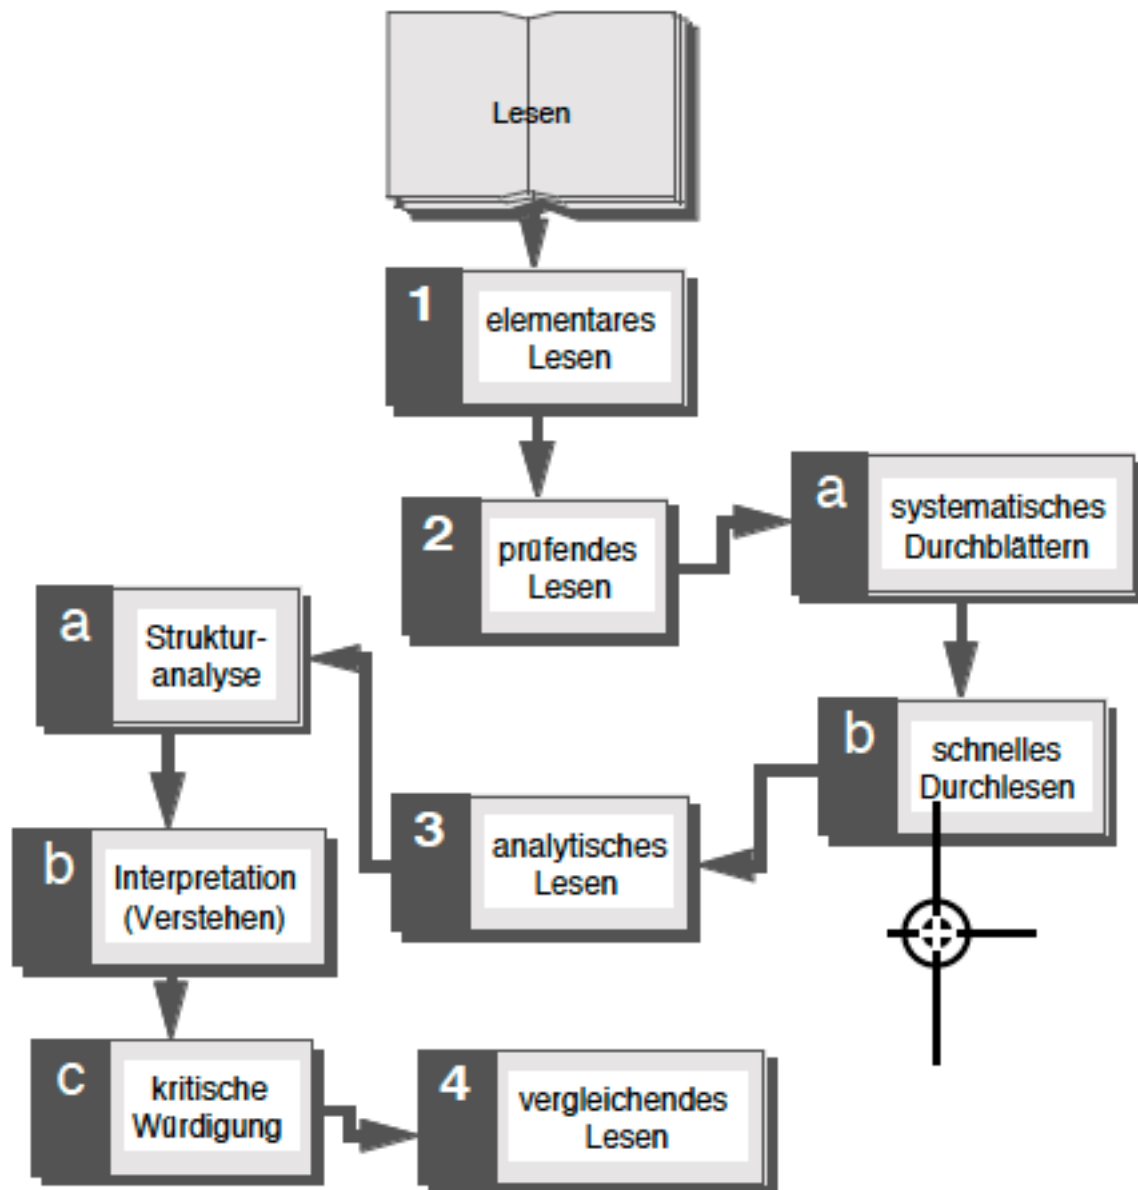 Lesen
1
elementares
Lesen
2
prüfendes
Lesen
a
systematisches
Durchblättern
b
schnelles
Durchlesen
3
analytisches
Lesen
a
Struktur-
analyse
b
Interpretation
(Verstehen)
c
kritische
Würdigung
4
vergleichendes
Lesen